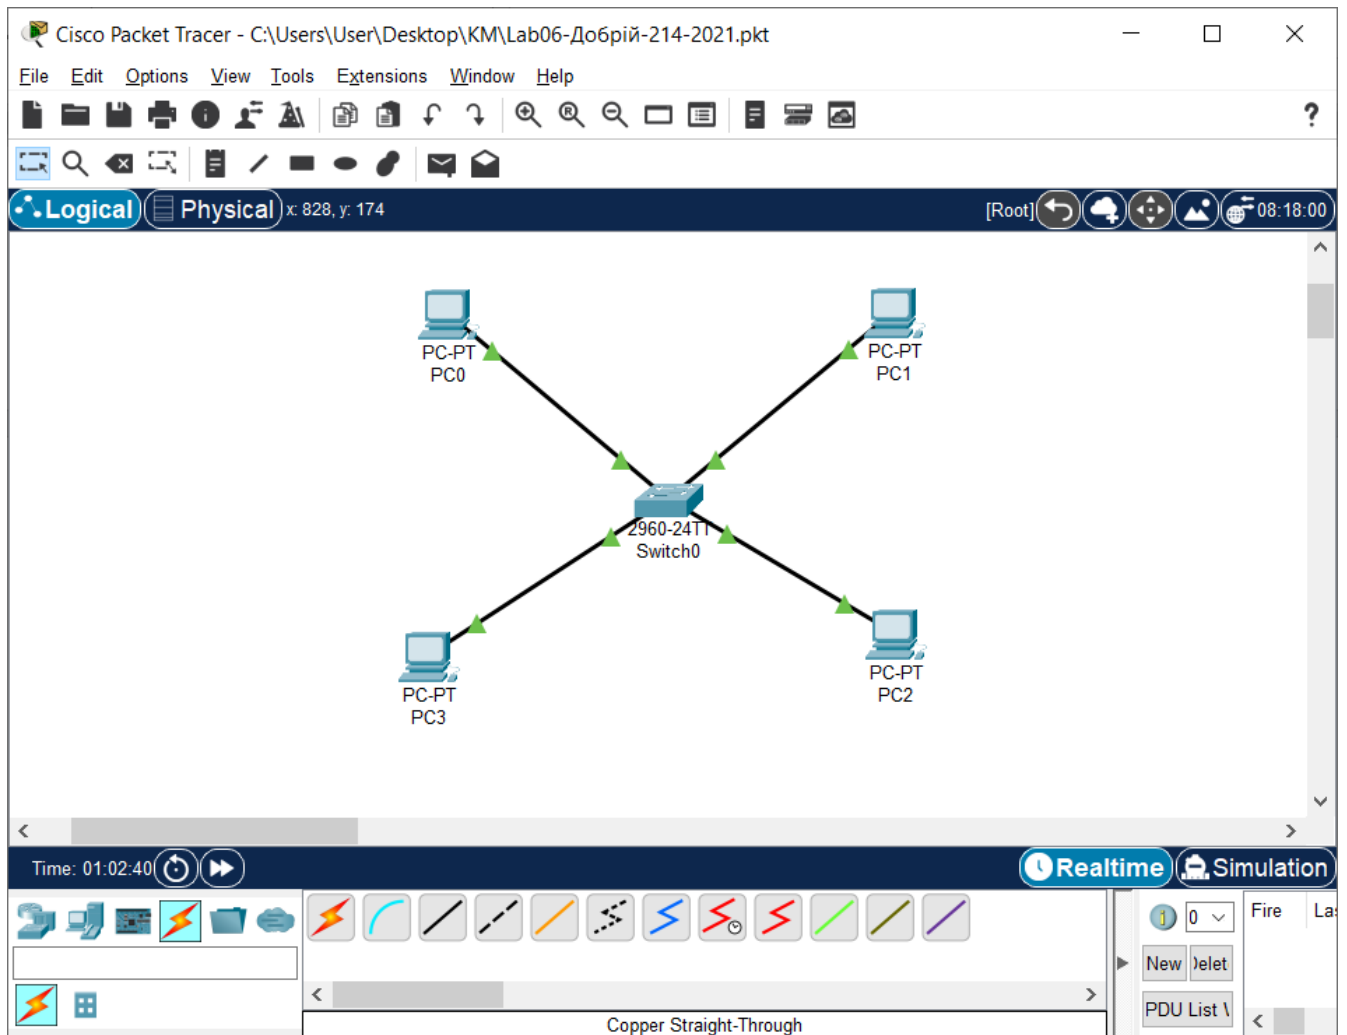 Cisco Packet Tracer - C:\Users\User\Desktop\KM\Lab06-Добрій-214-2021.pkt
File Edit Options View Tools Extensions Window Help
Logical Physical x: 828, y: 174 [Root] 08:18:00
PC-PT
PC0
PC-PT
PC1
2960-24TT
Switch0
PC-PT
PC2
PC-PT
PC3
Time: 01:02:40 Realtime Simulation
0 Fire
New
PDU List
Copper Straight-Through